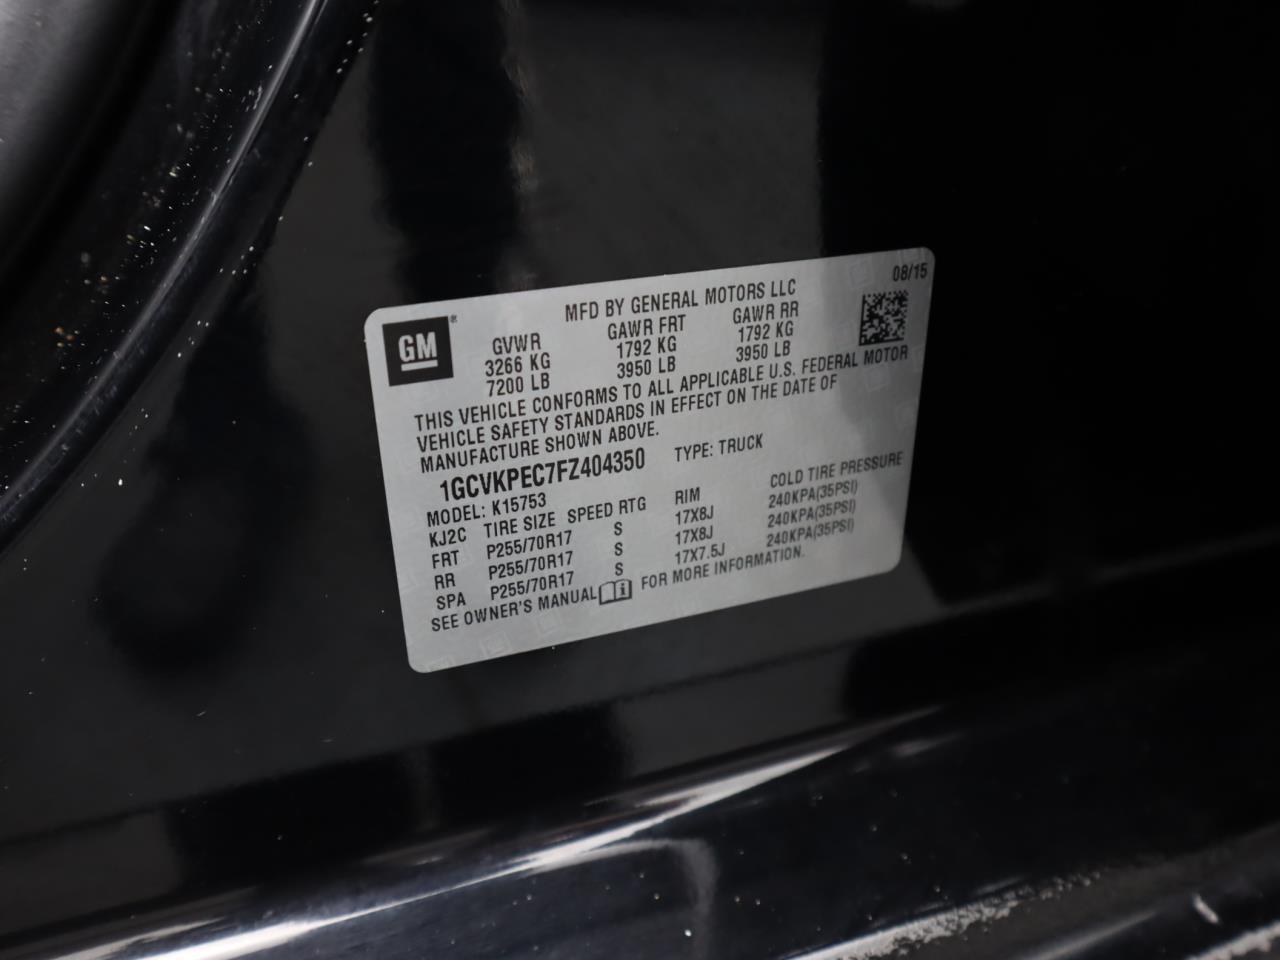 08/15
MFD BY GENERAL MOTORS LLC
GM®
GVWR GAWR FRT GAWR RR
3266 KG 1792 KG 1792 KG
7200 LB 3950 LB 3950 LB
THIS VEHICLE CONFORMS TO ALL APPLICABLE U.S. FEDERAL MOTOR
VEHICLE SAFETY STANDARDS IN EFFECT ON THE DATE OF
MANUFACTURE SHOWN ABOVE.
1GCVKPEC7FZ404350 TYPE: TRUCK
MODEL: K15753
KJ2C TIRE SIZE SPEED RTG RIM COLD TIRE PRESSURE
FRT P255/70R17 S 17X8J 240KPA(35PSI)
RR P255/70R17 S 17X8J 240KPA(35PSI)
SPA P255/70R17 S 17X7.5J 240KPA(35PSI)
SEE OWNER'S MANUAL i FOR MORE INFORMATION.